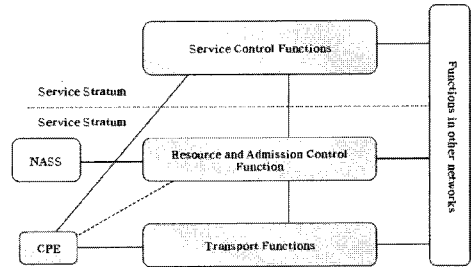 Service Control Functions
Service Stratum
Service Stratum
NASS
Resource and Admission Control
Function
CPE
Transport Functions
Functions in other networks